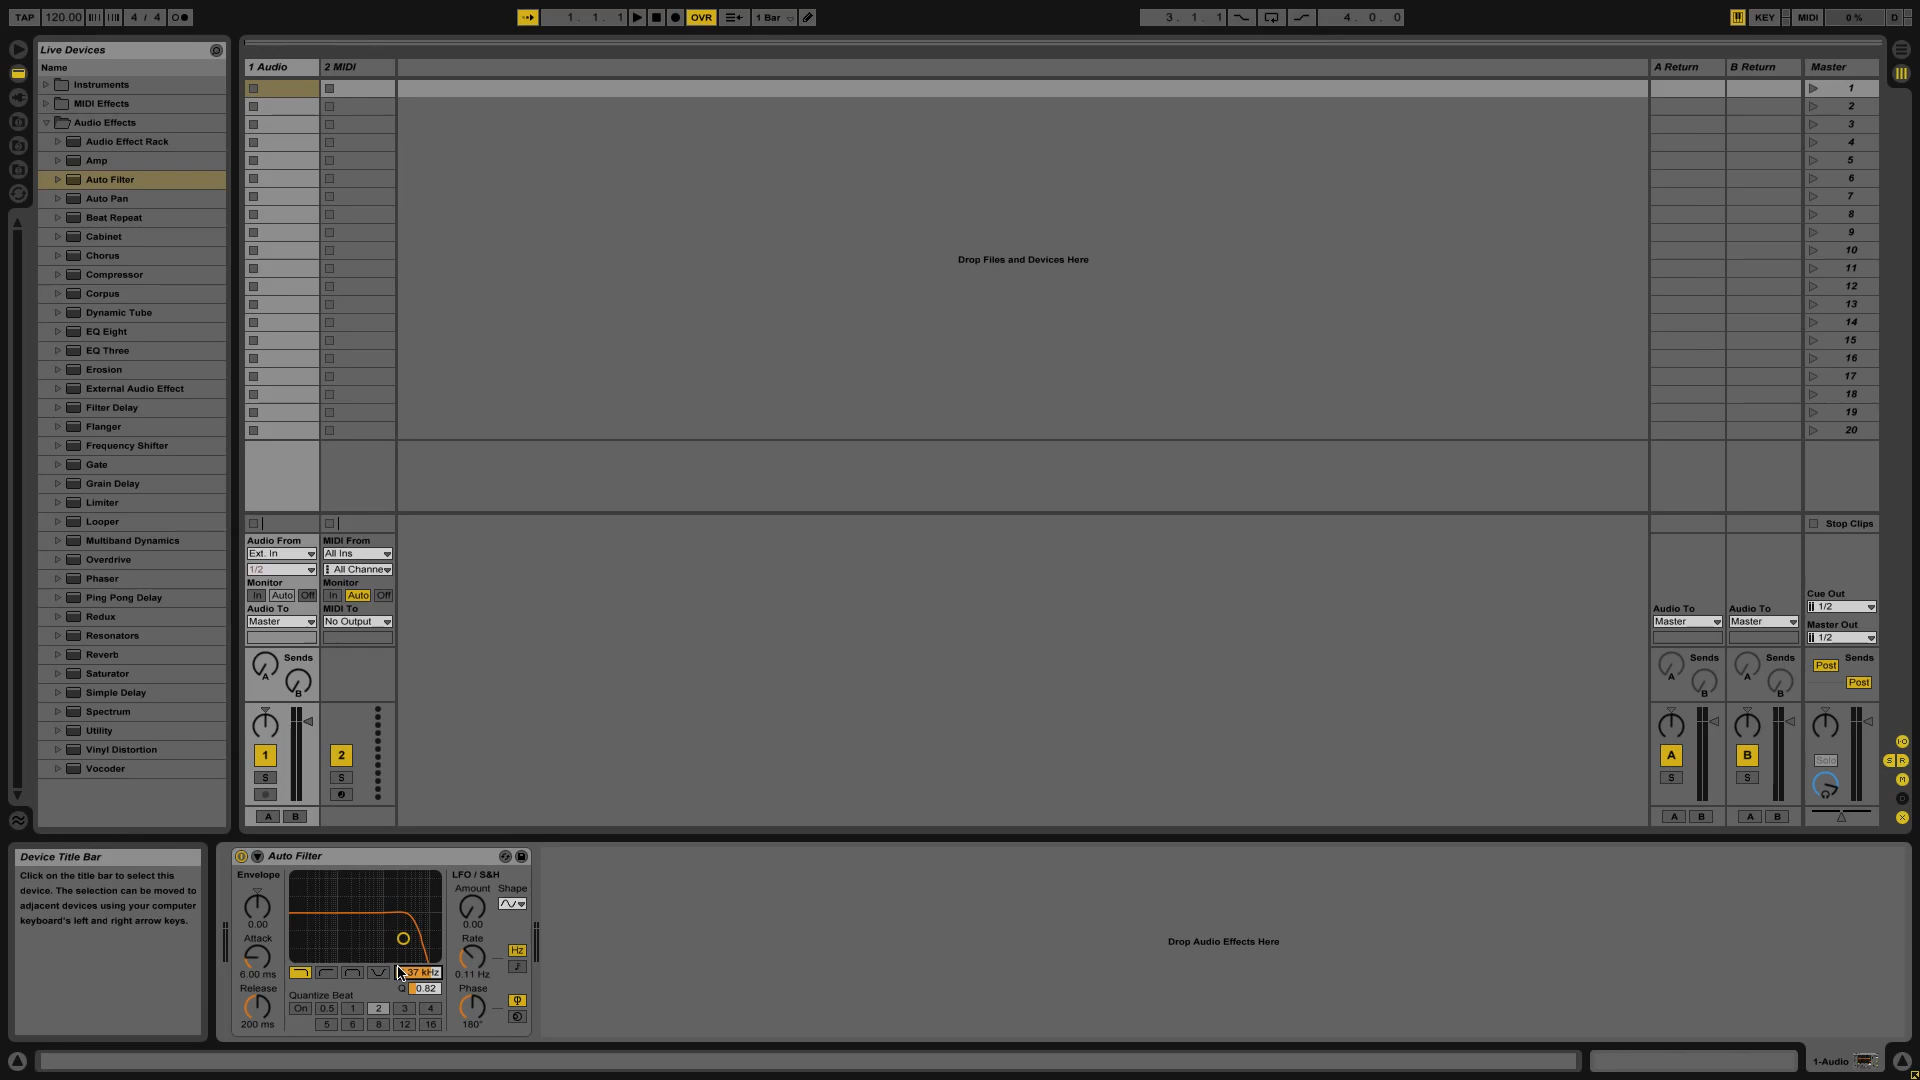 TAP 120.00 4 / 4 1. 1. 1 OVR 1 Bar 3. 1. 1 4. 0. 0 KEY MIDI 0 % D
Live Devices
Name
Instruments
MIDI Effects
Audio Effects
Audio Effect Rack
Amp
Auto Filter
Auto Pan
Beat Repeat
Cabinet
Chorus
Compressor
Corpus
Dynamic Tube
EQ Eight
EQ Three
Erosion
External Audio Effect
Filter Delay
Flanger
Frequency Shifter
Gate
Grain Delay
Limiter
Looper
Multiband Dynamics
Overdrive
Phaser
Ping Pong Delay
Redux
Resonators
Reverb
Saturator
Simple Delay
Spectrum
Utility
Vinyl Distortion
Vocoder
1 Audio 2 MIDI A Return B Return Master
1
2
3
4
5
6
7
8
9
10
11
12
13
14
15
16
17
18
19
20
Drop Files and Devices Here
Stop Clips
Audio From MIDI From
Ext. In All Ins
1/2 All Channe
Monitor Monitor
In Auto Off In Auto Off
Audio To MIDI To Audio To Audio To
Master No Output Master Master
Cue Out
1/2
Master Out
1/2
Sends Sends Sends Sends
A A A Post
B B B Post
1 2 A B Solo
S S S S
A B A B A B
S R
M
X
Device Title Bar
Click on the title bar to select this
device. The selection can be moved to
adjacent devices using your computer
keyboard's left and right arrow keys.
Auto Filter
Envelope
0.00
Attack
6.00 ms
Release
200 ms
37 kHz
Q 0.82
Quantize Beat
On 0.5 1 2 3 4
5 6 8 12 16
LFO / S&H
Amount Shape
0.00
Rate Hz
0.11 Hz
Phase
180°
Drop Audio Effects Here
1-Audio